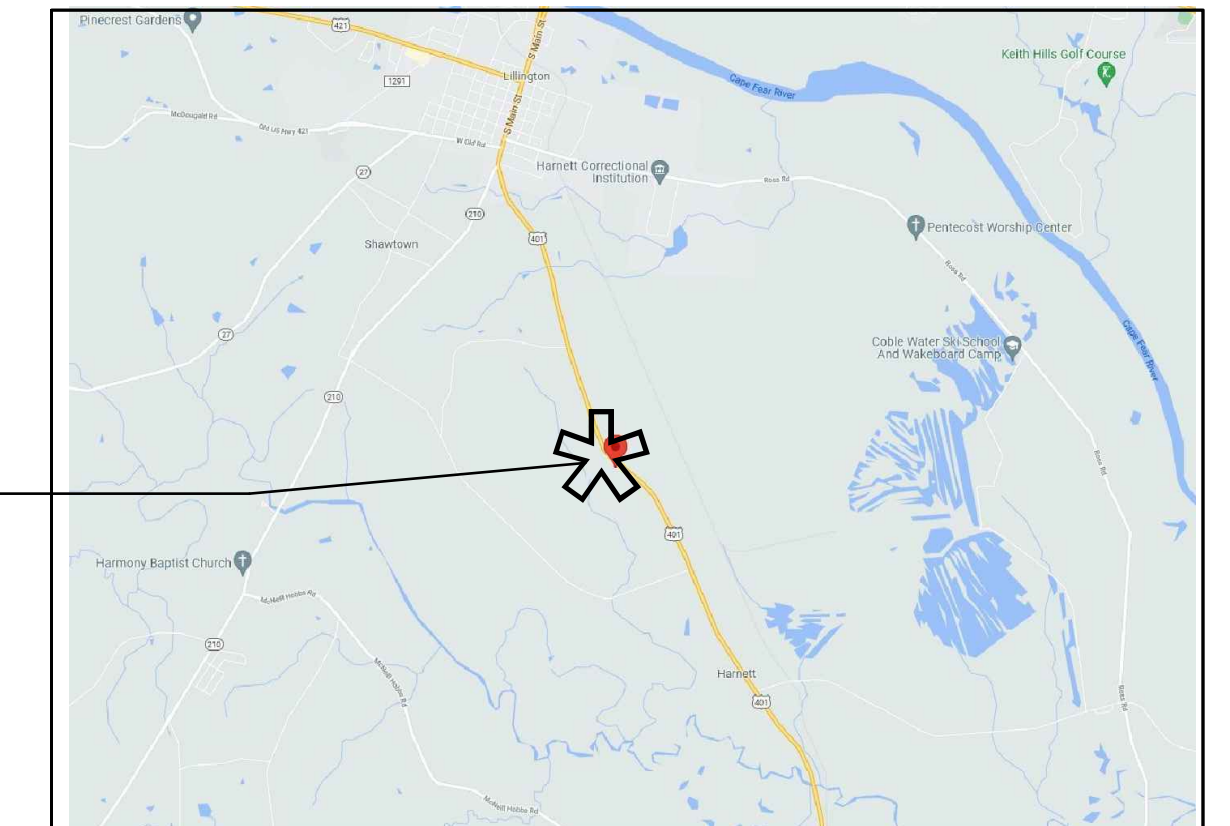 Pinecrest Gardens
421
S Main St
Keith Hills Golf Course
1291
Lillington
Cape Fear River
McDougald Rd
Old US Hwy 421
S Main St
W Old Rd
27
Harnett Correctional
Institution
Ross Rd
210
Shawtown
401
Pentecost Worship Center
Ross Rd
27
Cape Fear River
Coble Water Ski School
And Wakeboard Camp
210
Ross Rd
401
Harmony Baptist Church
McNeill Hobbs Rd
210
Harnett
McNeill Hobbs Rd
401
Ross Rd
McNeill Hobbs Rd